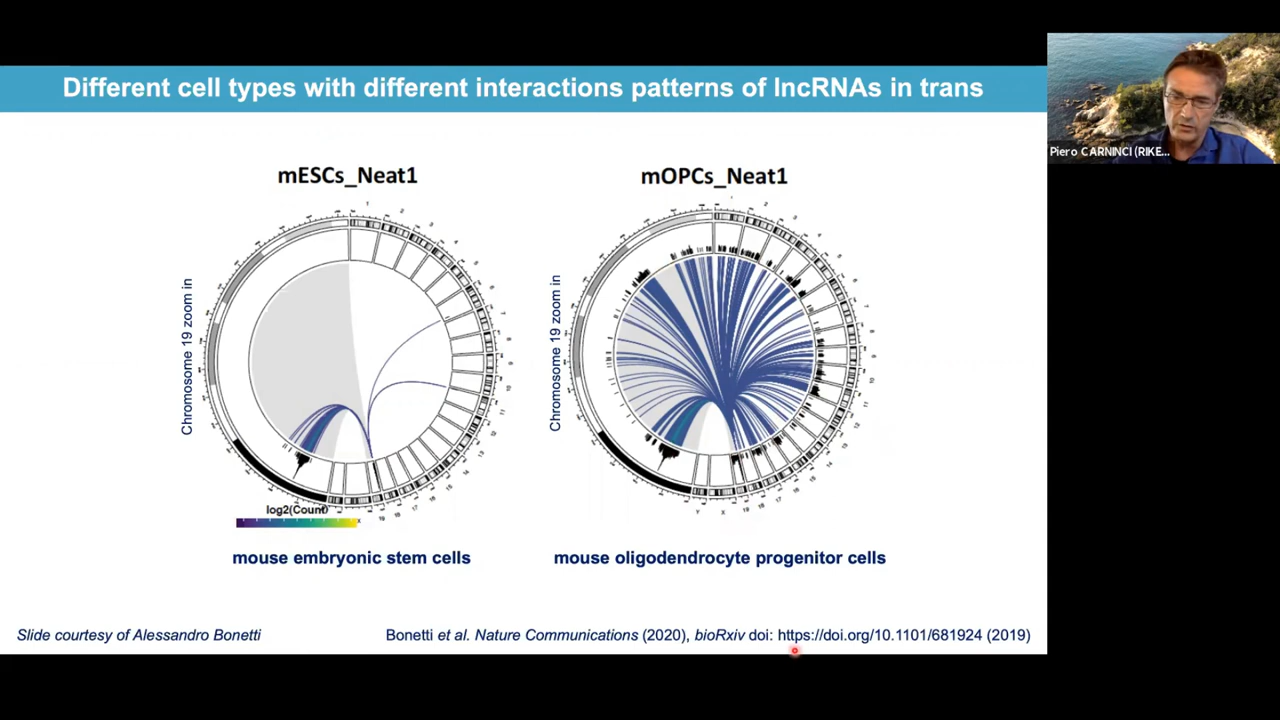 Different cell types with different interactions patterns of lncRNAs in trans
Piero CARNINCI (RIKE...
mESCs_Neat1
mOPCs_Neat1
Chromosome 19 zoom in
Chromosome 19 zoom in
log2(Count)
mouse embryonic stem cells
mouse oligodendrocyte progenitor cells
Slide courtesy of Alessandro Bonetti
Bonetti et al. Nature Communications (2020), bioRxiv doi: https://doi.org/10.1101/681924 (2019)